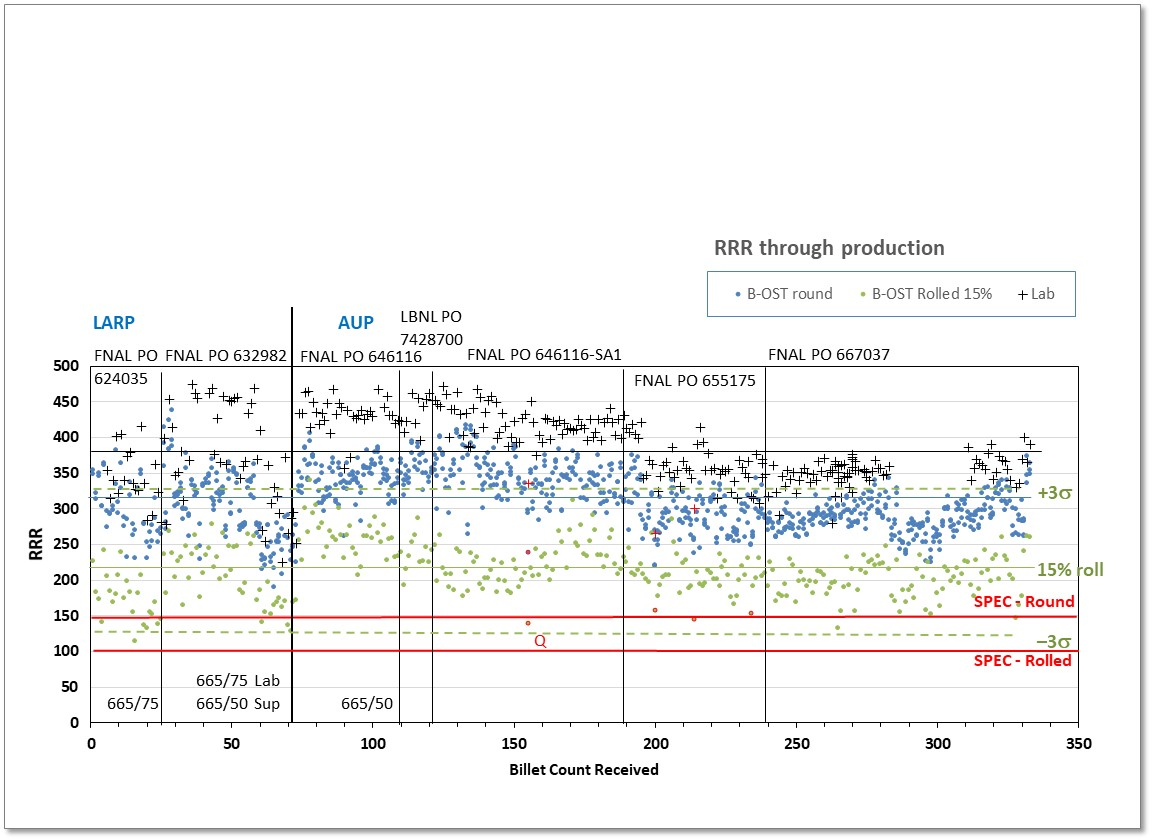 RRR through production
B-OST round B-OST Rolled 15% Lab
LARP AUP LBNL PO
7428700
FNAL PO FNAL PO 632982 FNAL PO 646116 FNAL PO 646116-SA1 FNAL PO 667037
624035 FNAL PO 655175
500
450
400
350
300
250
200
150
100
50
0
RRR
+3σ
15% roll
SPEC - Round
−3σ
SPEC - Rolled
Q
665/75 Lab
665/75 665/50 Sup 665/50
0 50 100 150 200 250 300 350
Billet Count Received